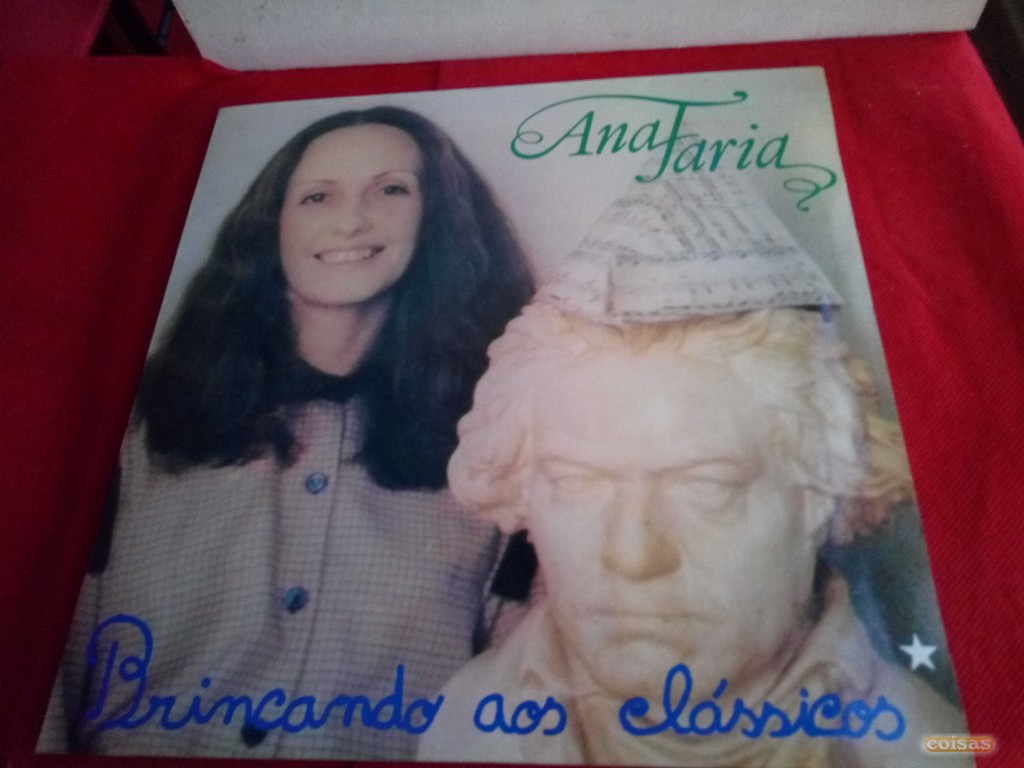 Ana Faria
Brincando aos clássicos
coisas